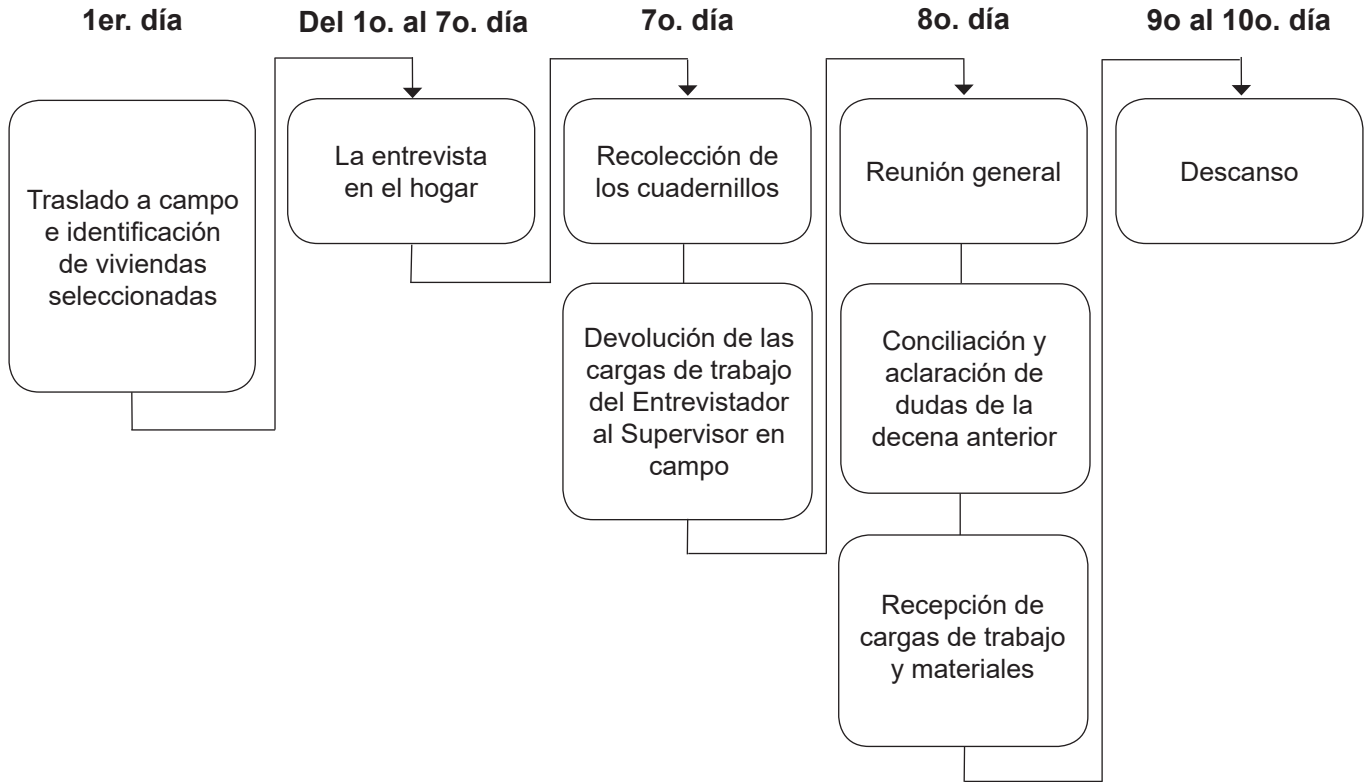 1er. día
Del 1o. al 7o. día
7o. día
8o. día
9o al 10o. día
Traslado a campo
e identificación
de viviendas
seleccionadas
La entrevista
en el hogar
Recolección de
los cuadernillos
Devolución de las
cargas de trabajo
del Entrevistador
al Supervisor en
campo
Reunión general
Conciliación y
aclaración de
dudas de la
decena anterior
Recepción de
cargas de trabajo
y materiales
Descanso